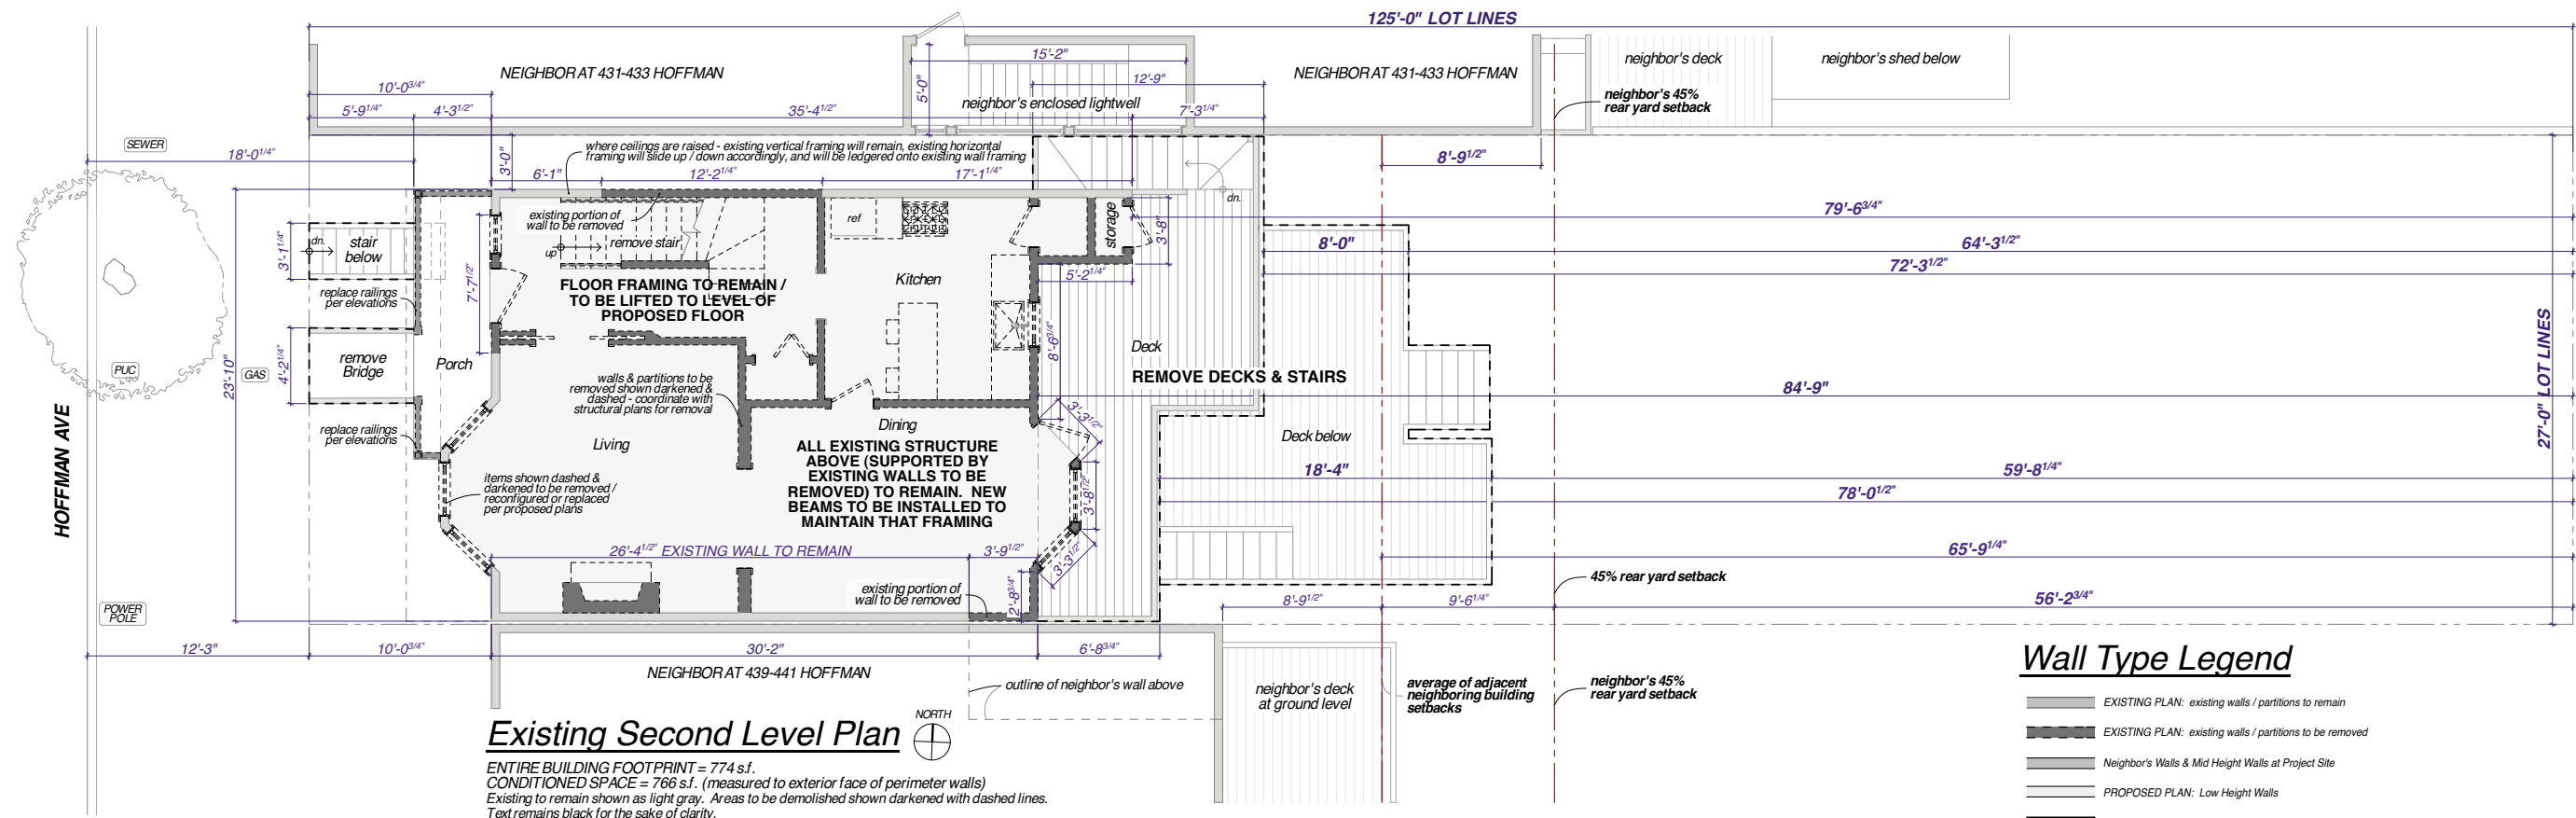 125'-0" LOT LINES
NEIGHBOR AT 431-433 HOFFMAN
15'-2"
12'-9"
5'-0"
neighbor's enclosed lightwell
7'-3 1/4"
NEIGHBOR AT 431-433 HOFFMAN
neighbor's deck
neighbor's shed below
neighbor's 45%
rear yard setback
10'-0 3/4"
5'-9 1/4"
4'-3 1/2"
35'-4 1/2"
SEWER
18'-0 1/4"
3'-0"
where ceilings are raised - existing vertical framing will remain, existing horizontal
framing will slide up / down accordingly, and will be ledgered onto existing wall framing
6'-1"
12'-2 1/4"
17'-1 1/4"
8'-9 1/2"
79'-6 3/4"
64'-3 1/2"
72'-3 1/2"
8'-0"
dn.
stair
below
3'-1 1/4"
replace railings
per elevations
7'-7 1/2"
existing portion of
wall to be removed
remove stair
up
ref
storage
3'-8"
dn.
5'-2 1/4"
Kitchen
FLOOR FRAMING TO REMAIN /
TO BE LIFTED TO LEVEL OF
PROPOSED FLOOR
8'-6 3/4"
Deck
REMOVE DECKS & STAIRS
84'-9"
27'-0" LOT LINES
PUC
GAS
23'-10"
4'-2 1/4"
remove
Bridge
Porch
walls & partitions to be
removed shown darkened &
dashed - coordinate with
structural plans for removal
HOFFMAN AVE
replace railings
per elevations
Living
Dining
3'-3 1/2"
ALL EXISTING STRUCTURE
ABOVE (SUPPORTED BY
EXISTING WALLS TO BE
REMOVED) TO REMAIN. NEW
BEAMS TO BE INSTALLED TO
MAINTAIN THAT FRAMING
3'-8 1/2"
3'-3 1/2"
Deck below
18'-4"
59'-8 1/4"
78'-0 1/2"
items shown dashed &
darkened to be removed /
reconfigured or replaced
per proposed plans
26'-4 1/2" EXISTING WALL TO REMAIN
3'-9 1/2"
65'-9 1/4"
45% rear yard setback
existing portion of
wall to be removed
2'-8 3/4"
8'-9 1/2"
9'-6 1/4"
56'-2 3/4"
POWER
POLE
12'-3"
10'-0 3/4"
30'-2"
6'-8 3/4"
NEIGHBOR AT 439-441 HOFFMAN
outline of neighbor's wall above
neighbor's deck
at ground level
average of adjacent
neighboring building
setbacks
neighbor's 45%
rear yard setback
Existing Second Level Plan
NORTH
ENTIRE BUILDING FOOTPRINT = 774 s.f.
CONDITIONED SPACE = 766 s.f. (measured to exterior face of perimeter walls)
Existing to remain shown as light gray. Areas to be demolished shown darkened with dashed lines.
Text remains black for the sake of clarity.
Wall Type Legend
EXISTING PLAN: existing walls / partitions to remain
EXISTING PLAN: existing walls / partitions to be removed
Neighbor's Walls & Mid Height Walls at Project Site
PROPOSED PLAN: Low Height Walls